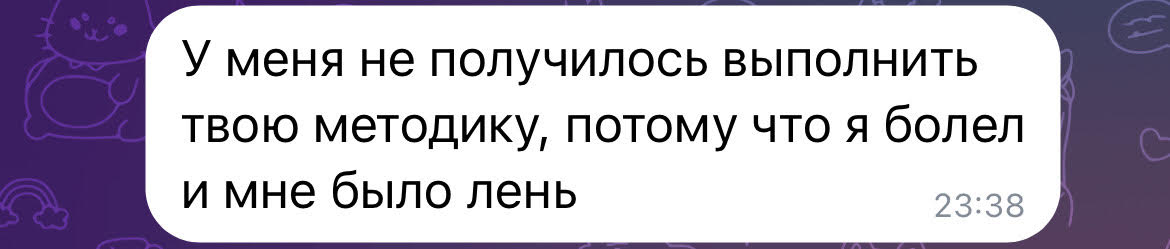 У меня не получилось выполнить
твою методику, потому что я болел
и мне было лень
23:38